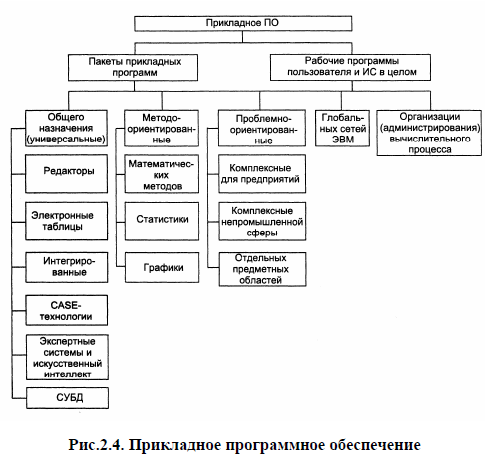 Прикладное ПО
Пакеты прикладных
программ
Рабочие программы
пользователя и ИС в целом
Общего
назначения
(универсальные)
Методо-
ориентирован-
ные
Проблемно-
ориентирован-
ные
Глобаль-
ных сетей
ЭВМ
Организации
(администрирования)
вычислительного
процесса
Редакторы
Математических
методов
Комплексные
для предприятий
Электронные
таблицы
Статистики
Комплексные
непромышленной
сферы
Интегриро-
ванные
Графики
Отдельных
предметных
областей
CASE-
технологии
Экспертные
системы и
искусственный
интеллект
СУБД
Рис.2.4. Прикладное программное обеспечение